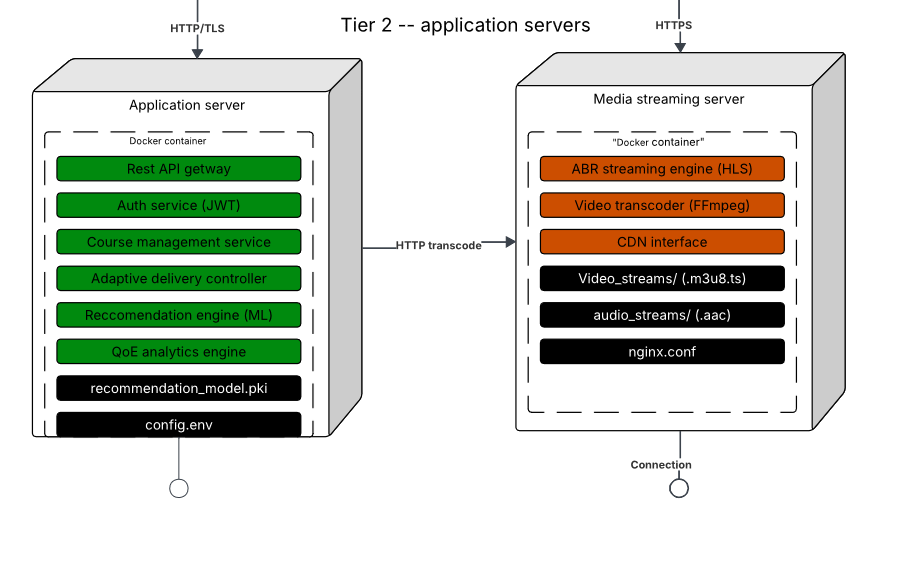 HTTP/TLS
Tier 2 -- application servers
HTTPS
Application server
Docker container
Rest API getway
Auth service (JWT)
Course management service
Adaptive delivery controller
Reccomendation engine (ML)
QoE analytics engine
recommendation_model.pki
config.env
HTTP transcode
Media streaming server
"Docker container"
ABR streaming engine (HLS)
Video transcoder (FFmpeg)
CDN interface
Video_streams/ (.m3u8.ts)
audio_streams/ (.aac)
nginx.conf
Connection